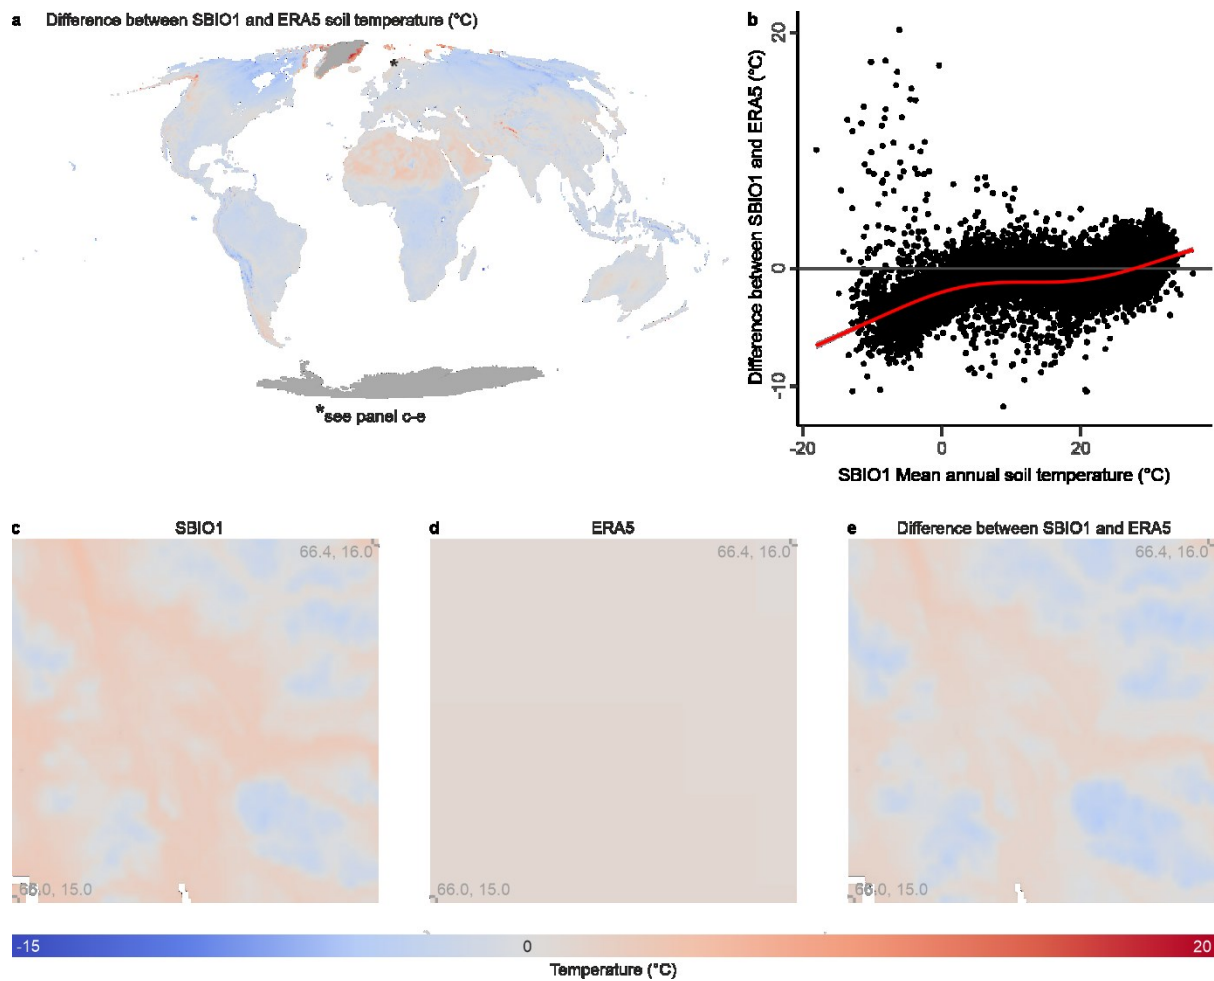 a Difference between SBIO1 and ERA5 soil temperature (°C)
*
*see panel c-e
b
Difference between SBIO1 and ERA5 (°C)
20
10
0
-10
-20 0 20
SBIO1 Mean annual soil temperature (°C)
c SBIO1
66.4, 16.0
66.0, 15.0
d ERA5
66.4, 16.0
66.0, 15.0
e Difference between SBIO1 and ERA5
66.4, 16.0
66.0, 15.0
-15 0 20
Temperature (°C)